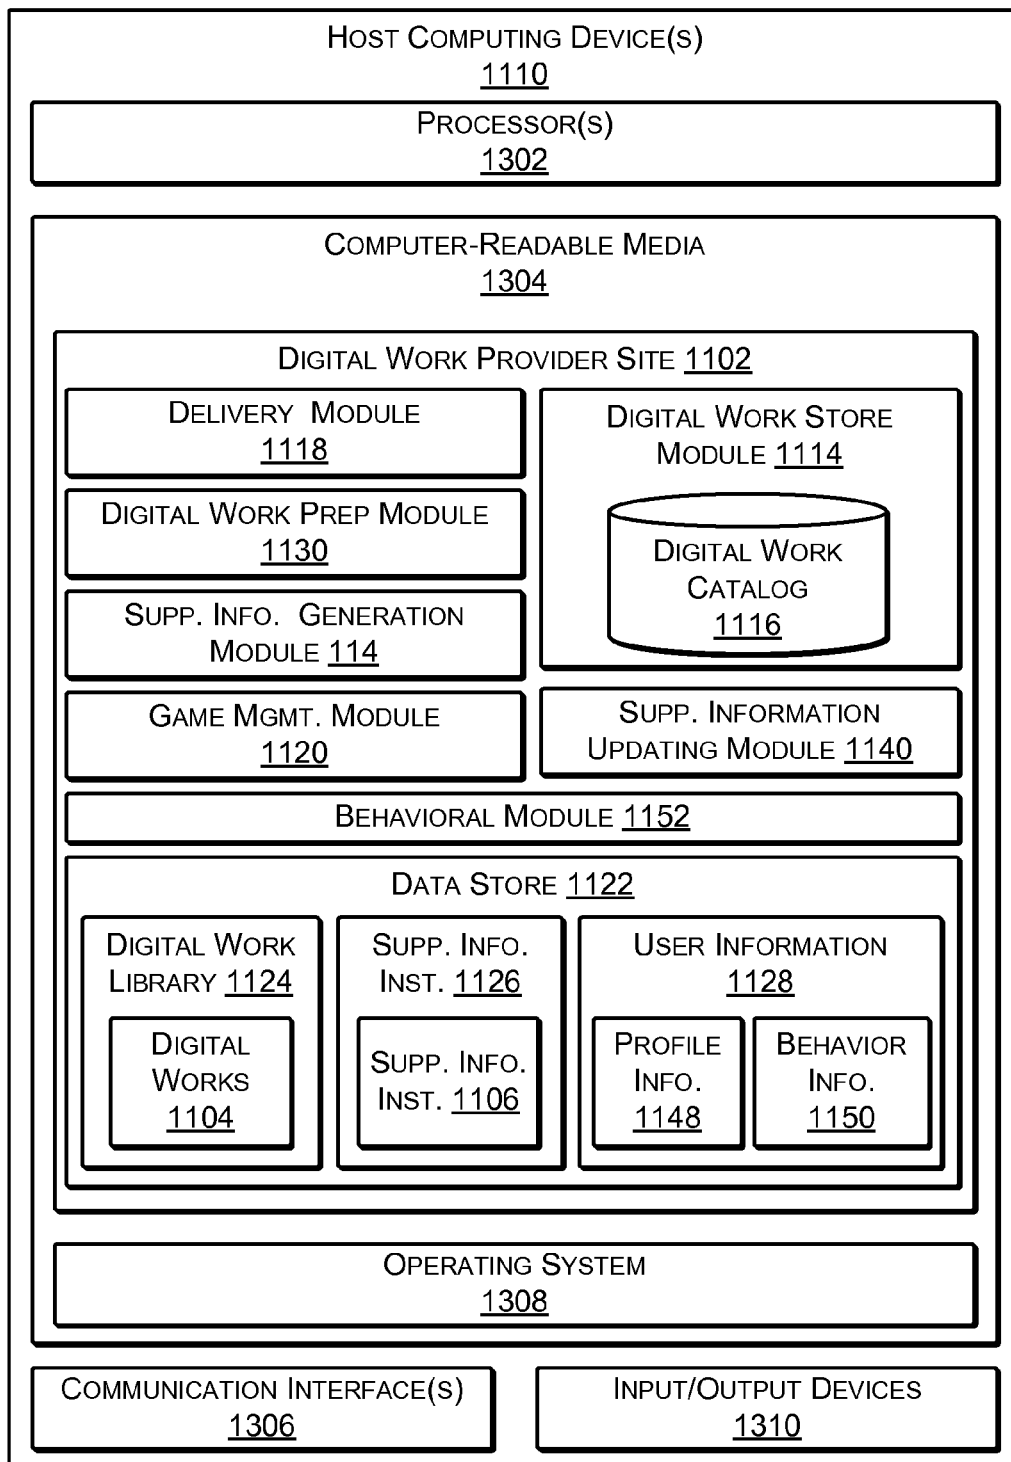 HOST COMPUTING DEVICE(S)
1110
PROCESSOR(S)
1302
COMPUTER-READABLE MEDIA
1304
DIGITAL WORK PROVIDER SITE 1102
DELIVERY MODULE
1118
DIGITAL WORK PREP MODULE
1130
SUPP. INFO. GENERATION
MODULE 114
GAME MGMT. MODULE
1120
DIGITAL WORK STORE
MODULE 1114
DIGITAL WORK
CATALOG
1116
SUPP. INFORMATION
UPDATING MODULE 1140
BEHAVIORAL MODULE 1152
DATA STORE 1122
DIGITAL WORK
LIBRARY 1124
DIGITAL
WORKS
1104
SUPP. INFO.
INST. 1126
SUPP. INFO.
INST. 1106
USER INFORMATION
1128
PROFILE
INFO.
1148
BEHAVIOR
INFO.
1150
OPERATING SYSTEM
1308
COMMUNICATION INTERFACE(S)
1306
INPUT/OUTPUT DEVICES
1310